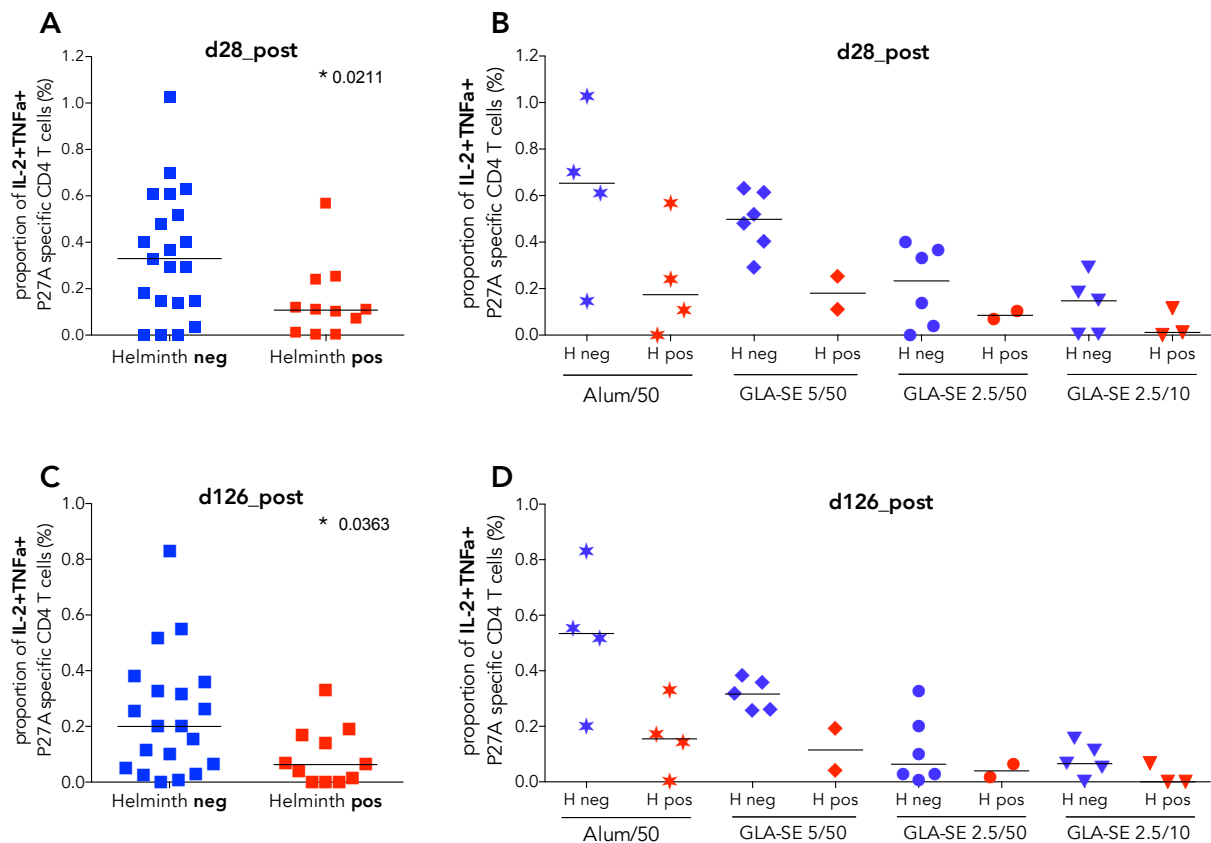 A
d28_post
* 0.0211
proportion of IL-2+TNFa+
P27A specific CD4 T cells (%)
1.2
1.0
0.8
0.6
0.4
0.2
0.0
Helminth neg
Helminth pos
B
d28_post
proportion of IL-2+TNFa+
P27A specific CD4 T cells (%)
1.2
1.0
0.8
0.6
0.4
0.2
0.0
H neg H pos H neg H pos H neg H pos H neg H pos
Alum/50 GLA-SE 5/50 GLA-SE 2.5/50 GLA-SE 2.5/10
C
d126_post
* 0.0363
proportion of IL-2+TNFa+
P27A specific CD4 T cells (%)
1.0
0.8
0.6
0.4
0.2
0.0
Helminth neg
Helminth pos
D
d126_post
proportion of IL-2+TNFa+
P27A specific CD4 T cells (%)
1.0
0.8
0.6
0.4
0.2
0.0
H neg H pos H neg H pos H neg H pos H neg H pos
Alum/50 GLA-SE 5/50 GLA-SE 2.5/50 GLA-SE 2.5/10